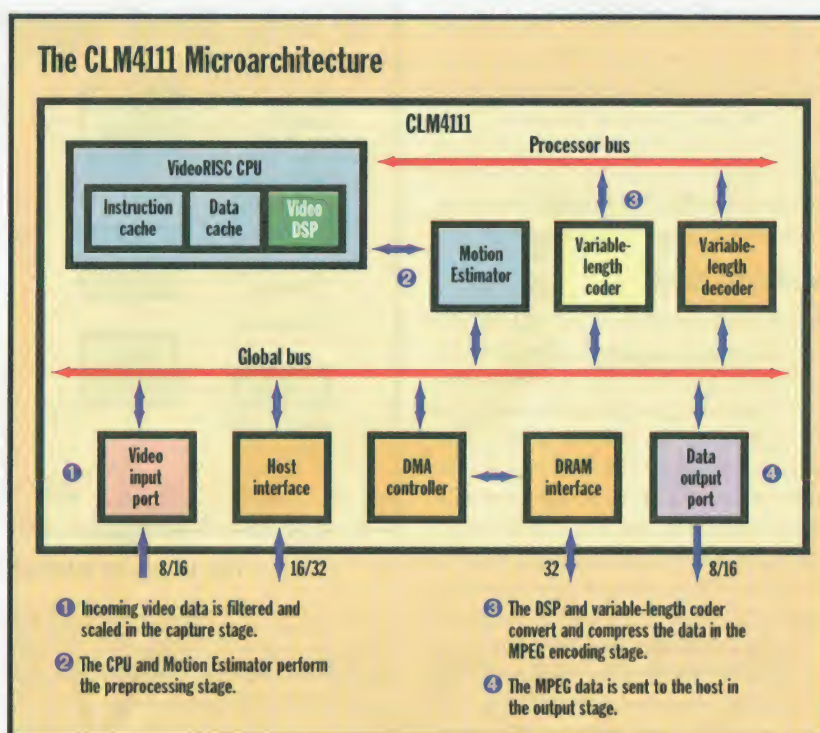 The CLM4111 Microarchitecture
CLM4111
Processor bus
VideoRISC CPU
Instruction
cache
Data
cache
Video
DSP
3
2
Motion
Estimator
Variable-
length
coder
Variable-
length
decoder
Global bus
1
Video
input
port
Host
interface
DMA
controller
DRAM
interface
Data
output
port
4
8/16
16/32
32
8/16
1 Incoming video data is filtered and
scaled in the capture stage.
2 The CPU and Motion Estimator perform
the preprocessing stage.
3 The DSP and variable-length coder
convert and compress the data in the
MPEG encoding stage.
4 The MPEG data is sent to the host in
the output stage.